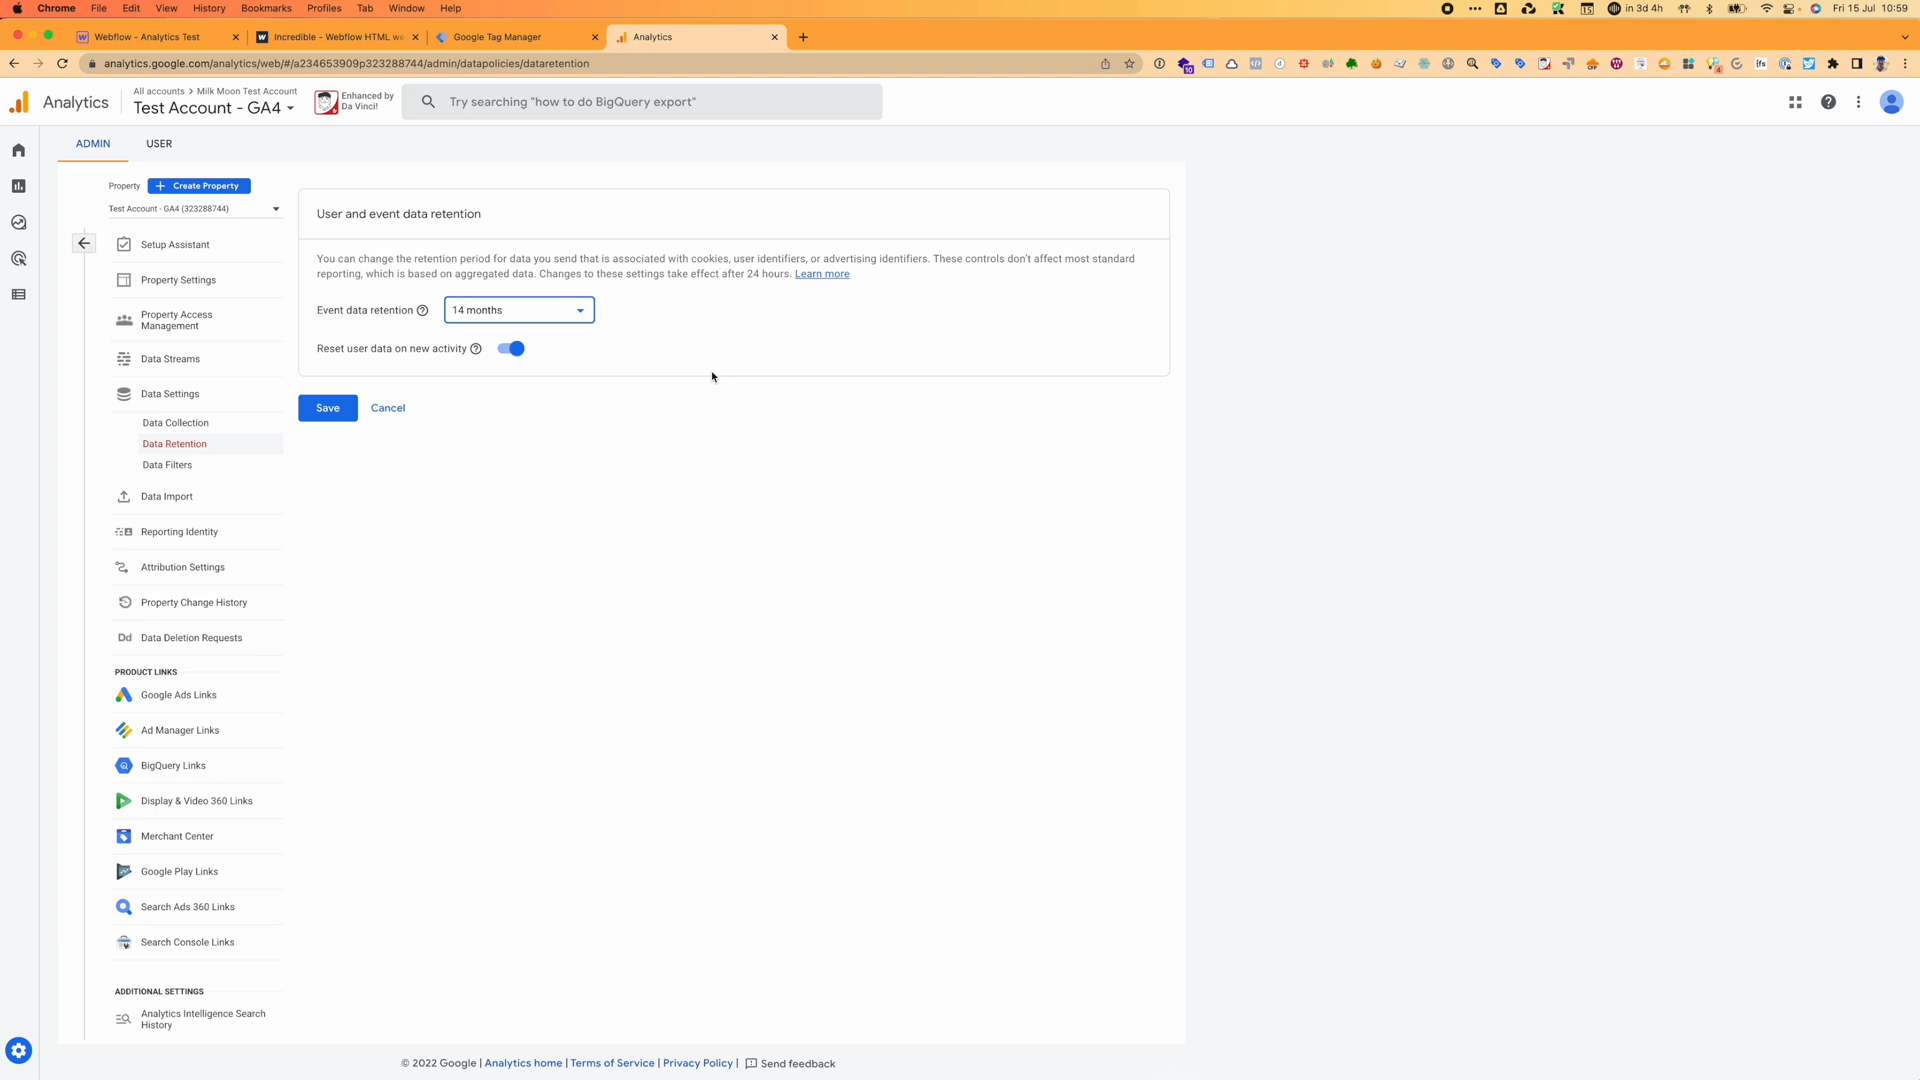 Chrome File Edit View History Bookmarks Profiles Tab Window Help in 3d 4h Fri 15 Jul 10:59
Webflow - Analytics Test Incredible - Webflow HTML we Google Tag Manager Analytics
analytics.google.com/analytics/web/#/a234653909p323288744/admin/datapolicies/dataretention
Analytics
All accounts > Milk Moon Test Account
Test Account - GA4
Enhanced by
Da Vinci!
Try searching "how to do BigQuery export"
ADMIN USER
Property + Create Property
Test Account - GA4 (323288744)
Setup Assistant
Property Settings
Property Access
Management
Data Streams
Data Settings
Data Collection
Data Retention
Data Filters
Data Import
Reporting Identity
Attribution Settings
Property Change History
Dd Data Deletion Requests
PRODUCT LINKS
Google Ads Links
Ad Manager Links
BigQuery Links
Display & Video 360 Links
Merchant Center
Google Play Links
Search Ads 360 Links
Search Console Links
ADDITIONAL SETTINGS
Analytics Intelligence Search
History
User and event data retention
You can change the retention period for data you send that is associated with cookies, user identifiers, or advertising identifiers. These controls don't affect most standard
reporting, which is based on aggregated data. Changes to these settings take effect after 24 hours. Learn more
Event data retention 14 months
Reset user data on new activity
Save Cancel
© 2022 Google | Analytics home | Terms of Service | Privacy Policy | Send feedback